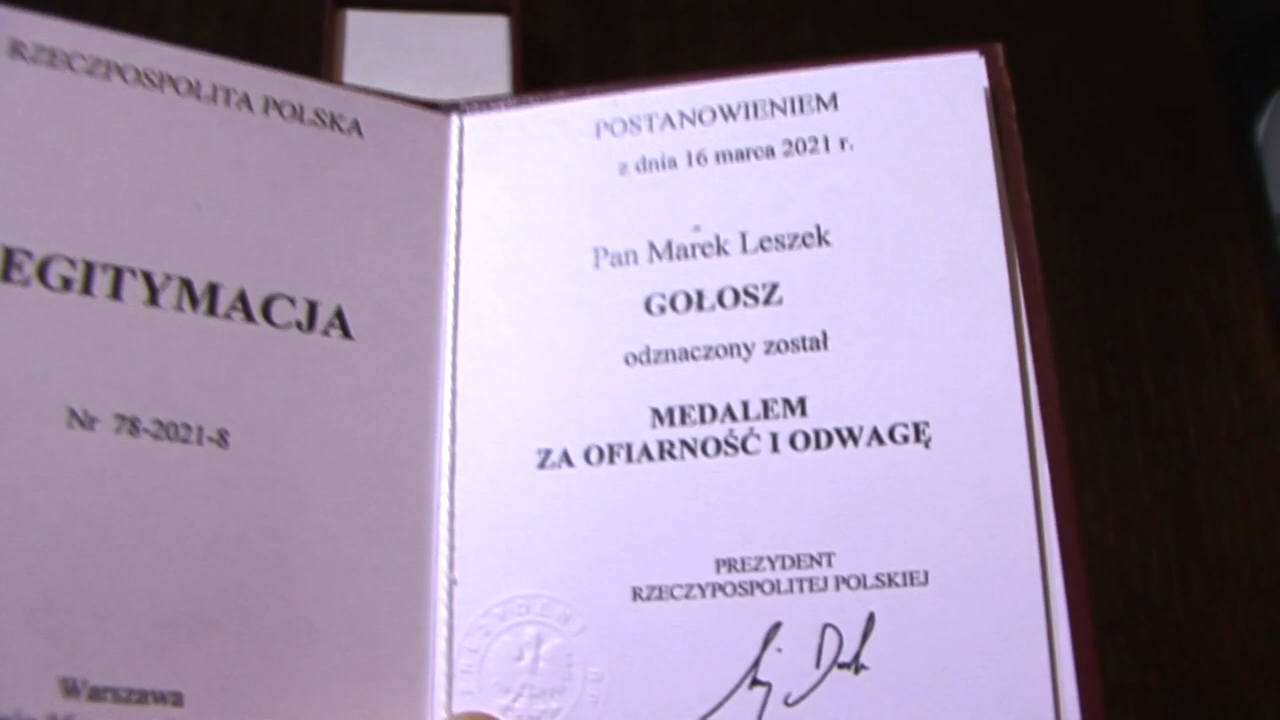 RZECZPOSPOLITA POLSKA
EGITYMACJA
Nr 78-2021-8
Warszawa
POSTANOWIENIEM
z dnia 16 marca 2021 r.
Pan Marek Leszek
GOŁOSZ
odznaczony został
MEDALEM
ZA OFIARNOŚĆ I ODWAGĘ
PREZYDENT
RZECZYPOSPOLITEJ POLSKIEJ